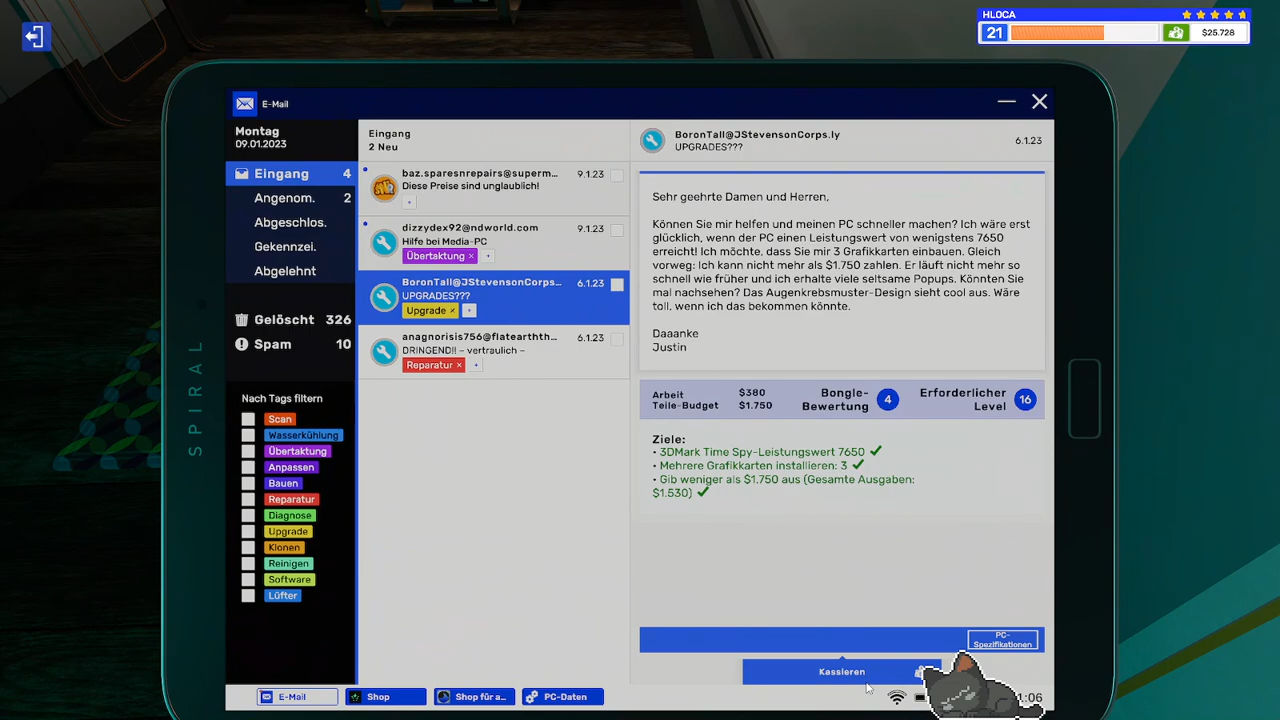 HLOCA
21
$25.728
E-Mail
Montag
09.01.2023
Eingang 4
Angenom. 2
Abgeschlos.
Gekennzei.
Abgelehnt
Gelöscht 326
Spam 10
Nach Tags filtern
Scan
Wasserkühlung
Übertaktung
Anpassen
Bauen
Reparatur
Diagnose
Upgrade
Klonen
Reinigen
Software
Lüfter
Eingang
2 Neu
baz.sparesnrepairs@superm... 9.1.23
Diese Preise sind unglaublich!
+
dizzydex92@ndworld.com 9.1.23
Hilfe bei Media-PC
Übertaktung × +
BoronTall@JStevensonCorps... 6.1.23
UPGRADES???
Upgrade × +
anagnorisis756@flatearthth... 6.1.23
DRINGEND!! – vertraulich –
Reparatur × +
BoronTall@JStevensonCorps.ly
UPGRADES???
6.1.23
Sehr geehrte Damen und Herren,
Können Sie mir helfen und meinen PC schneller machen? Ich wäre erst
glücklich, wenn der PC einen Leistungswert von wenigstens 7650
erreicht! Ich möchte, dass Sie mir 3 Grafikkarten einbauen. Gleich
vorweg: Ich kann nicht mehr als $1.750 zahlen. Er läuft nicht mehr so
schnell wie früher und ich erhalte viele seltsame Popups. Könnten Sie
mal nachsehen? Das Augenkrebsmuster-Design sieht cool aus. Wäre
toll, wenn ich das bekommen könnte.
Daaanke
Justin
Arbeit $380
Teile-Budget $1.750
Bongle-
Bewertung 4
Erforderlicher
Level 16
Ziele:
• 3DMark Time Spy-Leistungswert 7650 ✓
• Mehrere Grafikkarten installieren: 3 ✓
• Gib weniger als $1.750 aus (Gesamte Ausgaben:
$1.530) ✓
PC-
Spezifikationen
Kassieren
E-Mail
Shop
Shop für a...
PC-Daten
1:06
SPIRAL